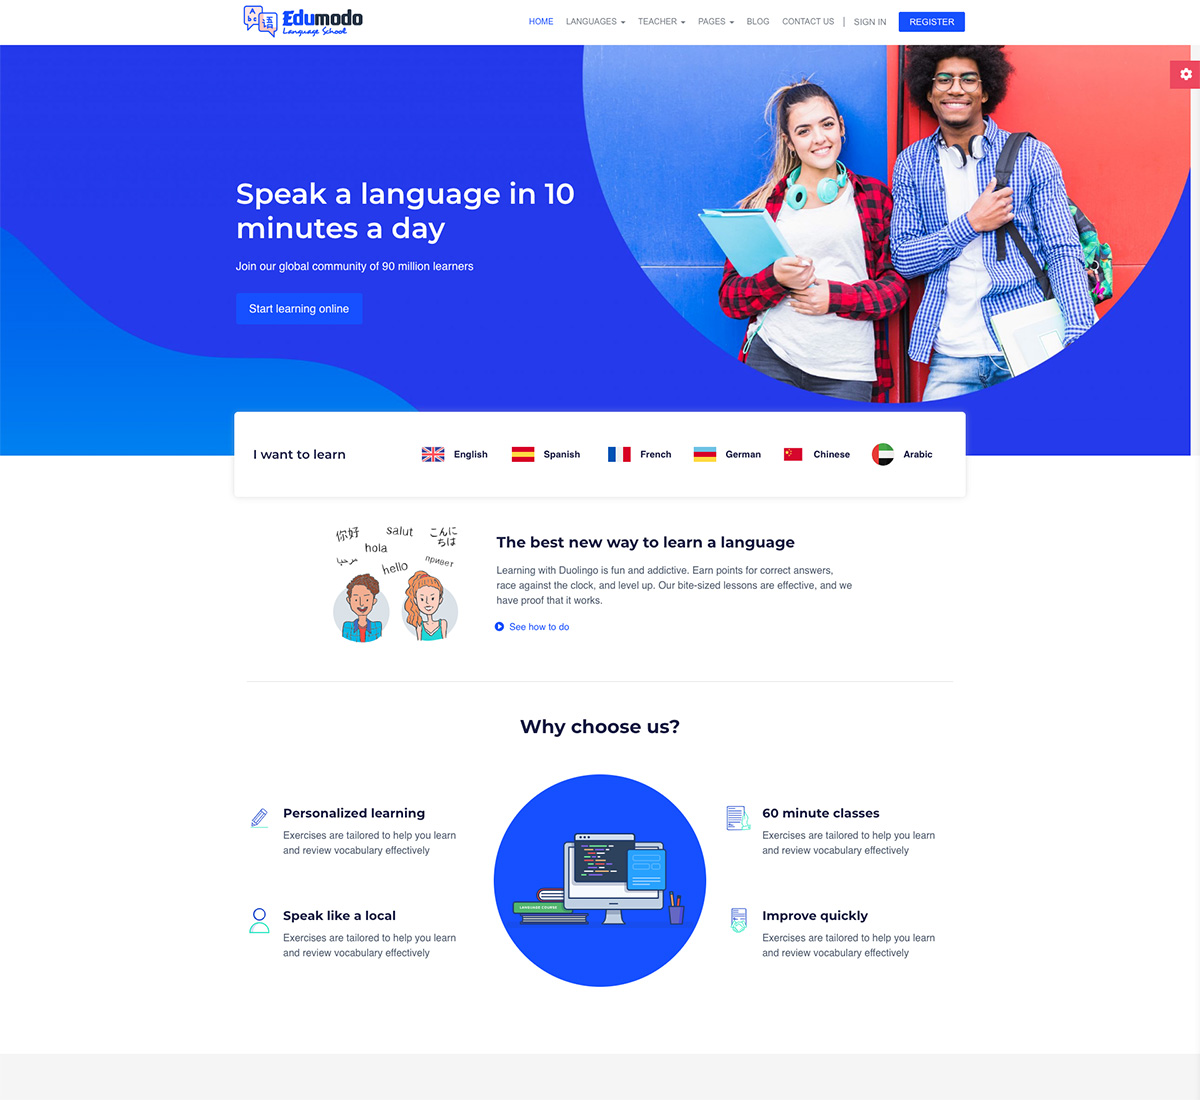 Edumodo
Language School
HOME LANGUAGES TEACHER PAGES BLOG CONTACT US | SIGN IN REGISTER
Speak a language in 10
minutes a day
Join our global community of 90 million learners
Start learning online
I want to learn English Spanish French German Chinese Arabic
你好 salut こんに
ちは
hola
hello привет
The best new way to learn a language
Learning with Duolingo is fun and addictive. Earn points for correct answers,
race against the clock, and level up. Our bite-sized lessons are effective, and we
have proof that it works.
See how to do
Why choose us?
Personalized learning
Exercises are tailored to help you learn
and review vocabulary effectively
Speak like a local
Exercises are tailored to help you learn
and review vocabulary effectively
LANGUAGE COURSE
60 minute classes
Exercises are tailored to help you learn
and review vocabulary effectively
Improve quickly
Exercises are tailored to help you learn
and review vocabulary effectively